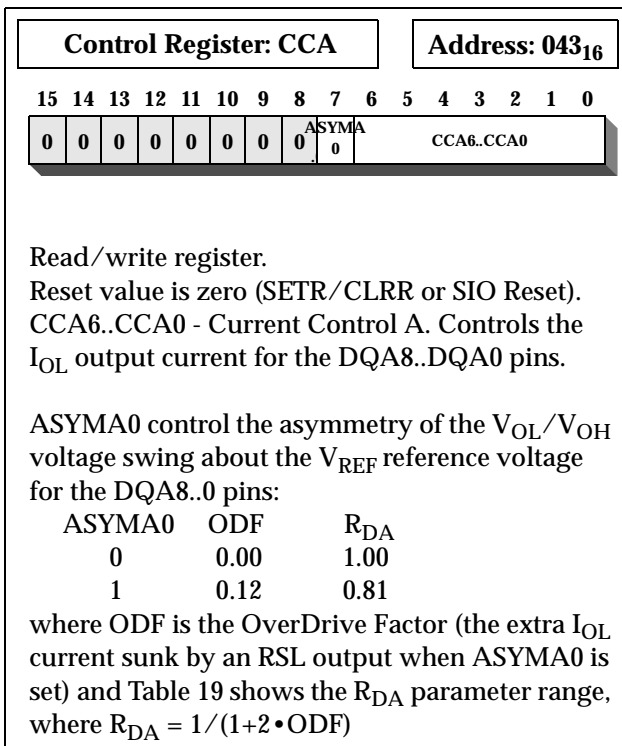 Control Register: CCA
Address: 043₁₆
15 14 13 12 11 10 9 8 7 6 5 4 3 2 1 0
0 0 0 0 0 0 0 0. ASYMA 0 CCA6..CCA0
Read/write register.
Reset value is zero (SETR/CLRR or SIO Reset).
CCA6..CCA0 - Current Control A. Controls the
I_OL output current for the DQA8..DQA0 pins.
ASYMA0 control the asymmetry of the V_OL/V_OH
voltage swing about the V_REF reference voltage
for the DQA8..0 pins:
ASYMA0 ODF R_DA
0 0.00 1.00
1 0.12 0.81
where ODF is the OverDrive Factor (the extra I_OL
current sunk by an RSL output when ASYMA0 is
set) and Table 19 shows the R_DA parameter range,
where R_DA = 1/(1+2•ODF)